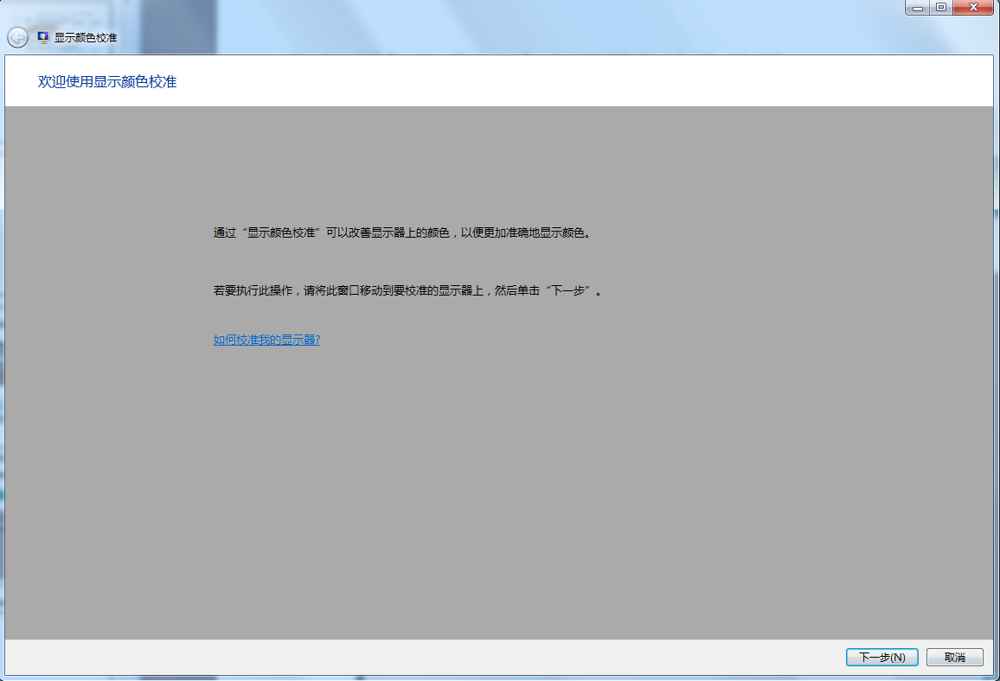 显示颜色校准
欢迎使用显示颜色校准
通过“显示颜色校准”可以改善显示器上的颜色，以便更加准确地显示颜色。
若要执行此操作，请将此窗口移动到要校准的显示器上，然后单击“下一步”。
如何校准我的显示器?
下一步(N)
取消